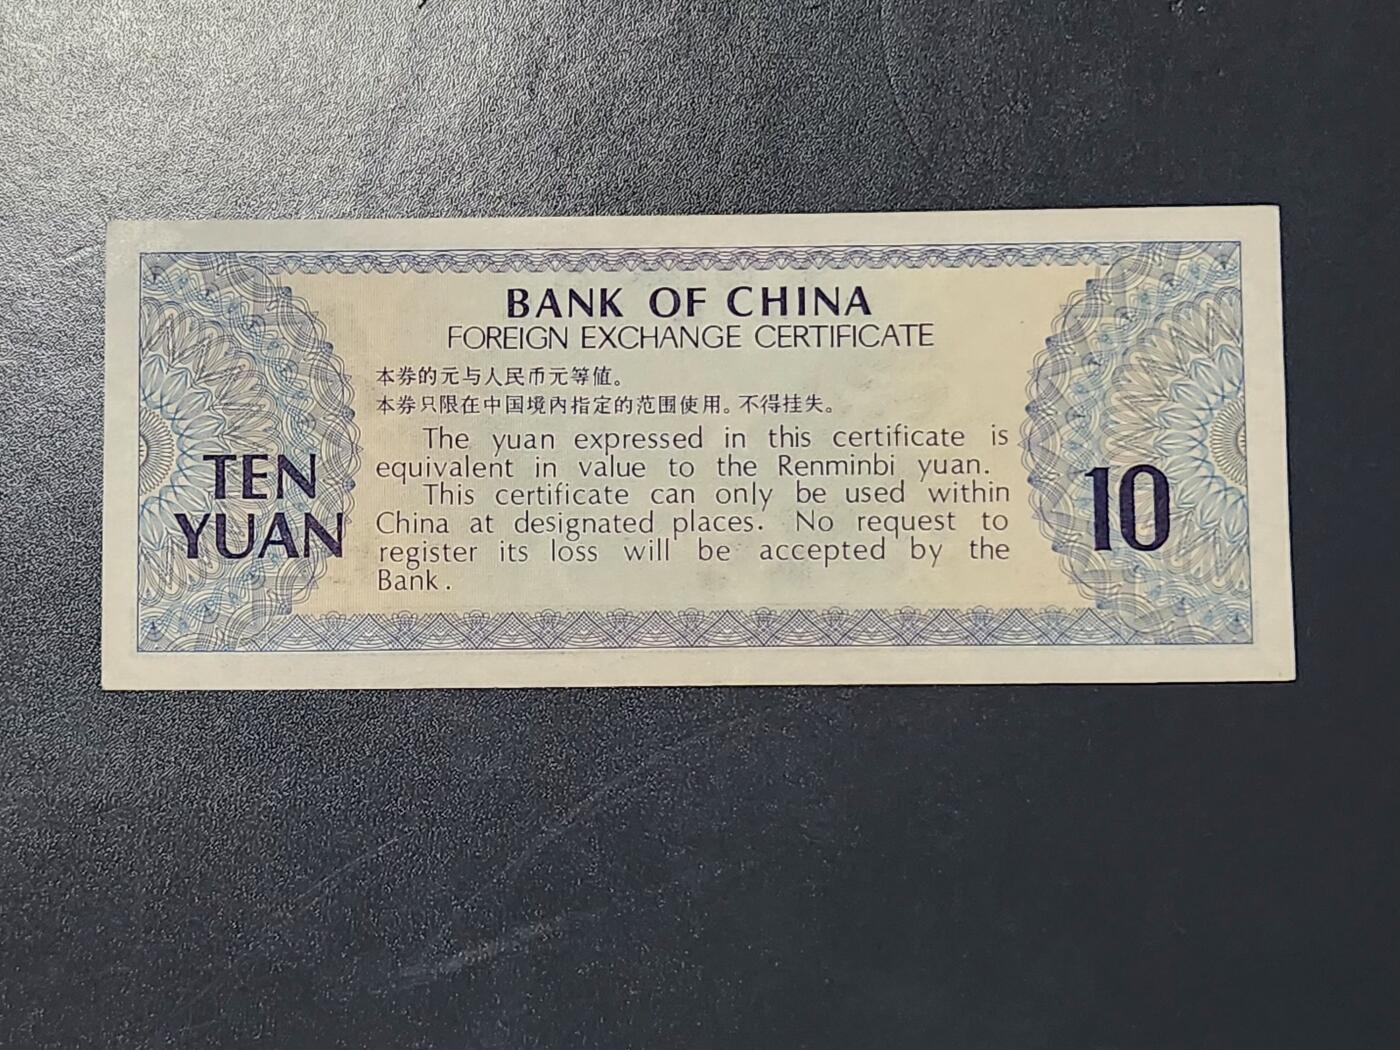 BANK OF CHINA
FOREIGN EXCHANGE CERTIFICATE
本券的元与人民币元等值。
本券只限在中国境内指定的范围使用。不得挂失。
The yuan expressed in this certificate is
equivalent in value to the Renminbi yuan.
This certificate can only be used within
China at designated places. No request to
register its loss will be accepted by the
Bank.
TEN
YUAN
10